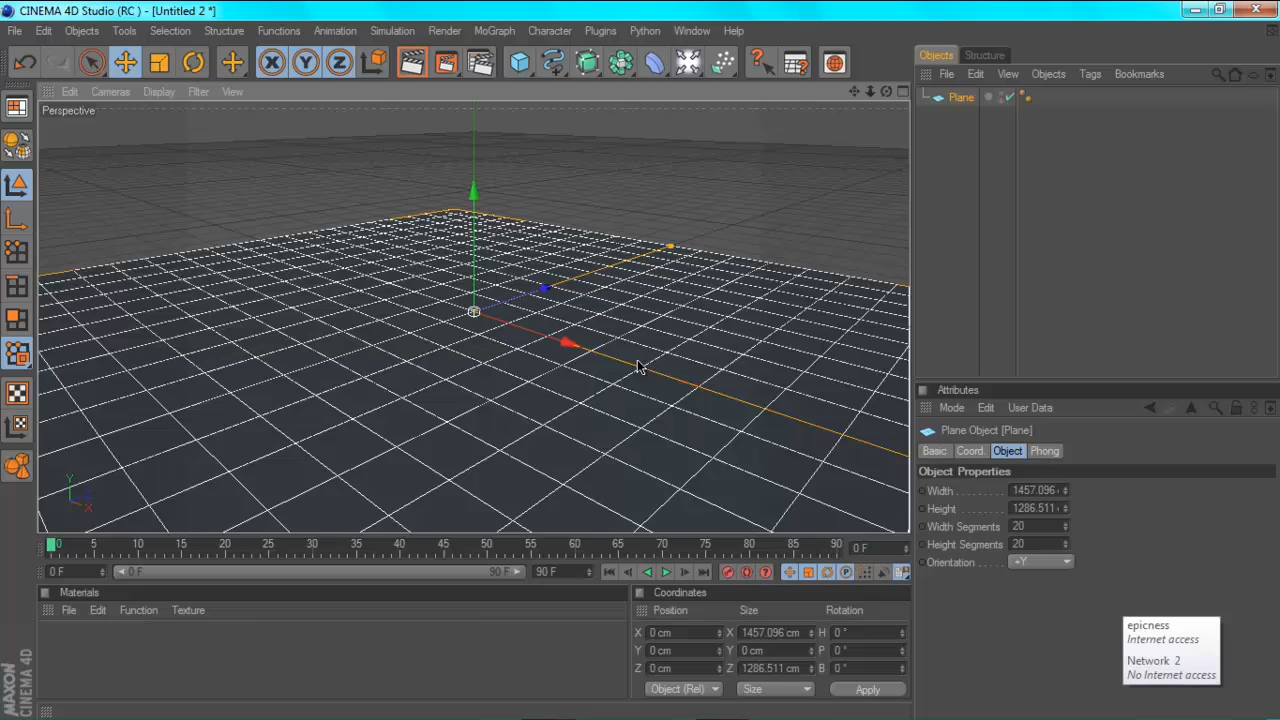 CINEMA 4D Studio (RC ) - [Untitled 2 *]
File Edit Objects Tools Selection Structure Functions Animation Simulation Render MoGraph Character Plugins Python Window Help
X Y Z
Objects Structure
File Edit View Objects Tags Bookmarks
Plane
Edit Cameras Display Filter View
Perspective
Y
Z
X
Attributes
Mode Edit User Data
Plane Object [Plane]
Basic Coord. Object Phong
Object Properties
Width . . . . . . . . . 1457.096
Height . . . . . . . . 1286.511
Width Segments 20
Height Segments 20
Orientation . . . . . +Y
0 5 10 15 20 25 30 35 40 45 50 55 60 65 70 75 80 85 90 0 F
0 F 0 F 90 F 90 F
Materials
File Edit Function Texture
Coordinates
Position Size Rotation
X 0 cm X 1457.096 cm H 0 °
Y 0 cm Y 0 cm P 0 °
Z 0 cm Z 1286.511 cm B 0 °
Object (Rel) Size Apply
epicness
Internet access
Network 2
No Internet access
MAXON
CINEMA 4D